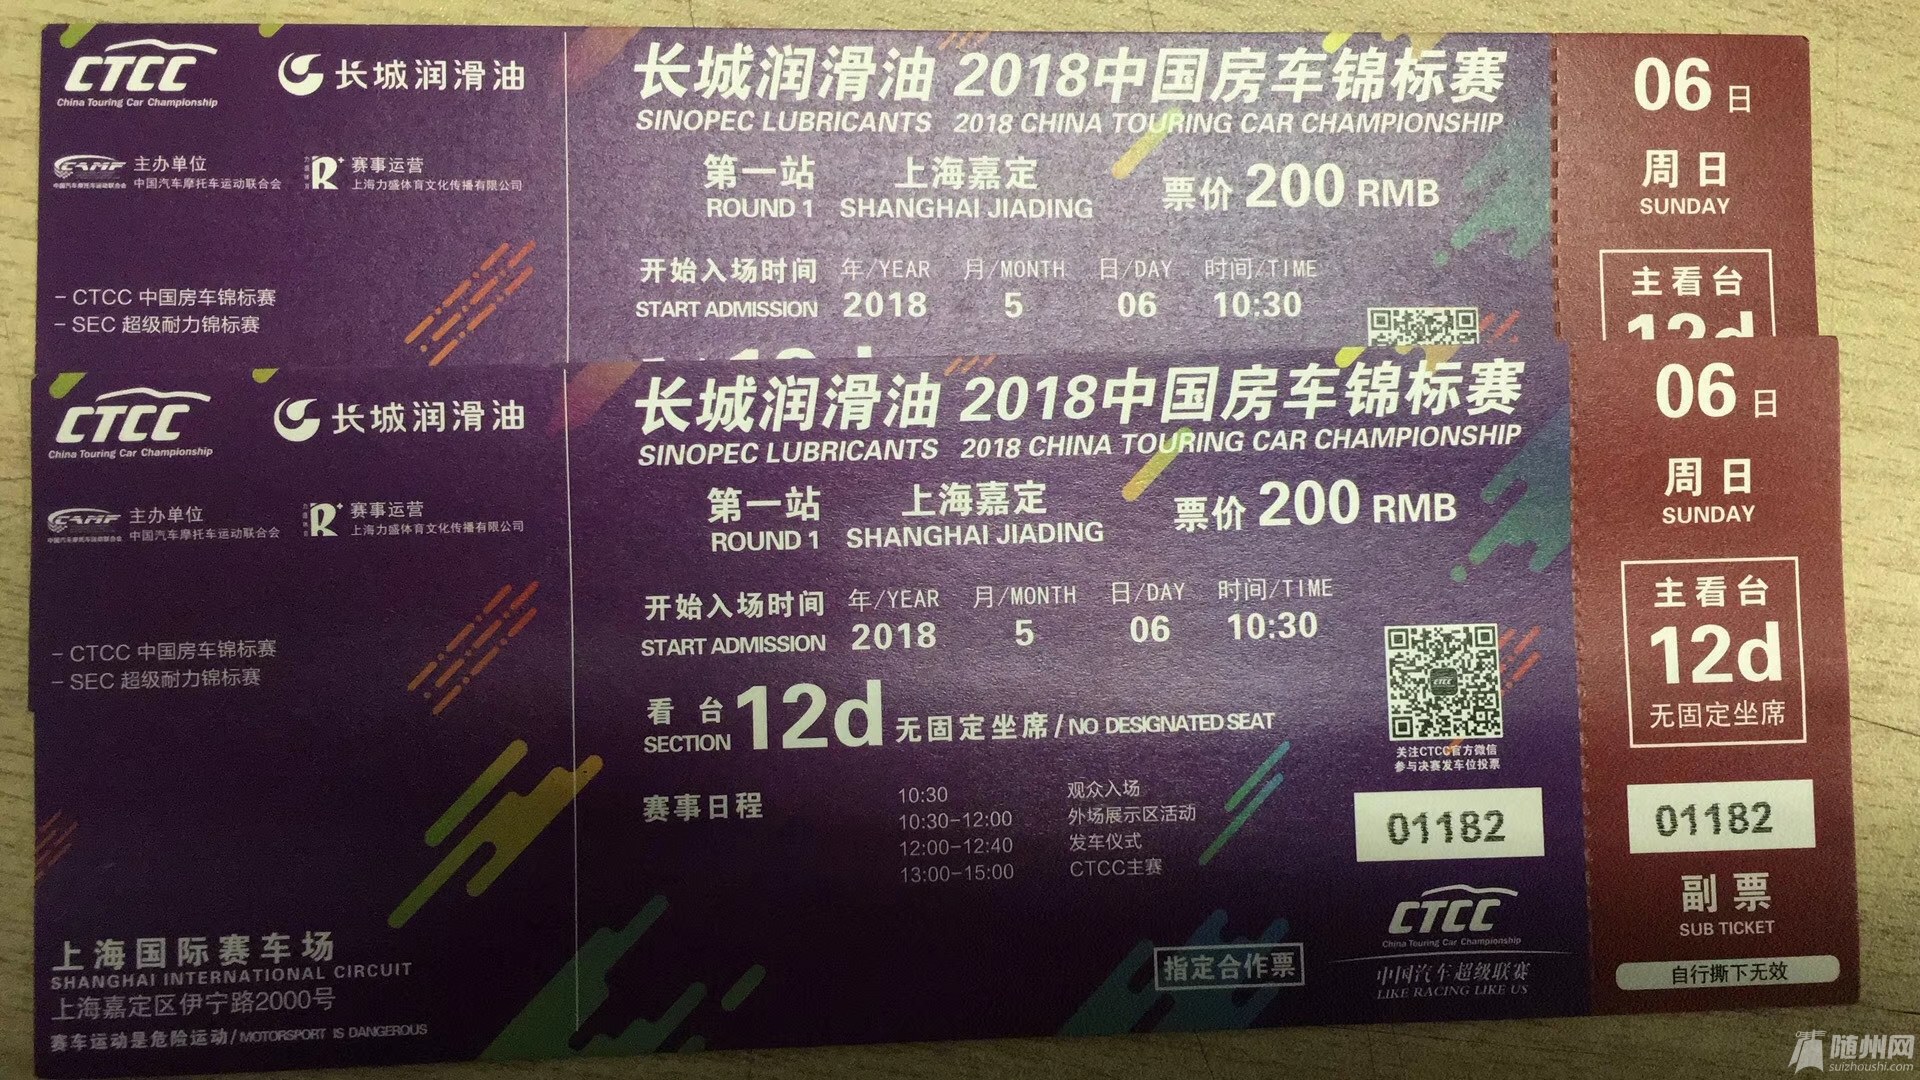 CTCC
China Touring Car Championship
长城润滑油
CAMF 主办单位
中国汽车摩托车运动联合会
R+ 赛事运营
上海力盛体育文化传播有限公司
- CTCC 中国房车锦标赛
- SEC 超级耐力锦标赛
长城润滑油 2018中国房车锦标赛
SINOPEC LUBRICANTS 2018 CHINA TOURING CAR CHAMPIONSHIP
第一站 上海嘉定 票价 200 RMB
ROUND 1 SHANGHAI JIADING
开始入场时间 年/YEAR 月/MONTH 日/DAY 时间/TIME
START ADMISSION 2018 5 06 10:30
06 日
周日
SUNDAY
主看台
12d
CTCC
China Touring Car Championship
长城润滑油
CAMF 主办单位
中国汽车摩托车运动联合会
R+ 赛事运营
上海力盛体育文化传播有限公司
- CTCC 中国房车锦标赛
- SEC 超级耐力锦标赛
上海国际赛车场
SHANGHAI INTERNATIONAL CIRCUIT
上海嘉定区伊宁路2000号
赛车运动是危险运动/MOTORSPORT IS DANGEROUS
长城润滑油 2018中国房车锦标赛
SINOPEC LUBRICANTS 2018 CHINA TOURING CAR CHAMPIONSHIP
第一站 上海嘉定 票价 200 RMB
ROUND 1 SHANGHAI JIADING
开始入场时间 年/YEAR 月/MONTH 日/DAY 时间/TIME
START ADMISSION 2018 5 06 10:30
看台 12d 无固定坐席/NO DESIGNATED SEAT
SECTION
关注CTCC官方微信
参与决赛发车位投票
赛事日程 10:30 观众入场
10:30-12:00 外场展示区活动
12:00-12:40 发车仪式
13:00-15:00 CTCC主赛
01182
CTCC
China Touring Car Championship
指定合作票
中国汽车超级联赛
LIKE RACING LIKE US
06 日
周日
SUNDAY
主看台
12d
无固定坐席
01182
副票
SUB TICKET
自行撕下无效
随州网
suizhoushi.com